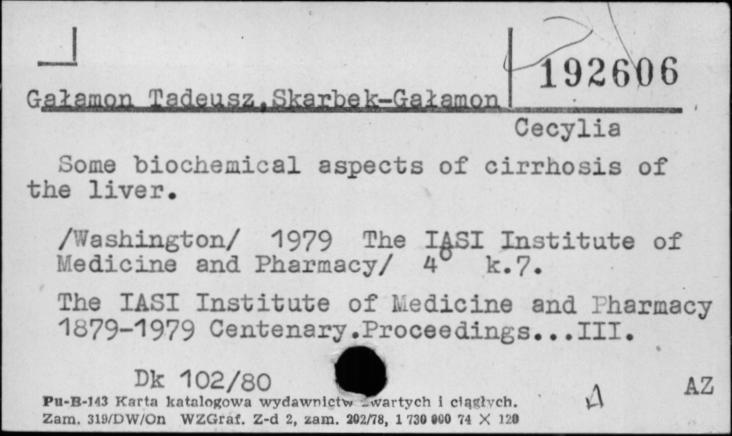 192606
Gałamon Tadeusz,Skarbek-Gałamon
Cecylia
Some biochemical aspects of cirrhosis of
the liver.
/Washington/ 1979 The IASI Institute of
Medicine and Pharmacy/ 4° k.7.
The IASI Institute of Medicine and Pharmacy
1879-1979 Centenary.Proceedings...III.
Dk 102/80
AZ
Pu-B-143 Karta katalogowa wydawnictw zwartych i ciągłych.
Zam. 319/DW/On WZGraf. Z-d 2, zam. 202/78, 1 730 000 74 X 120